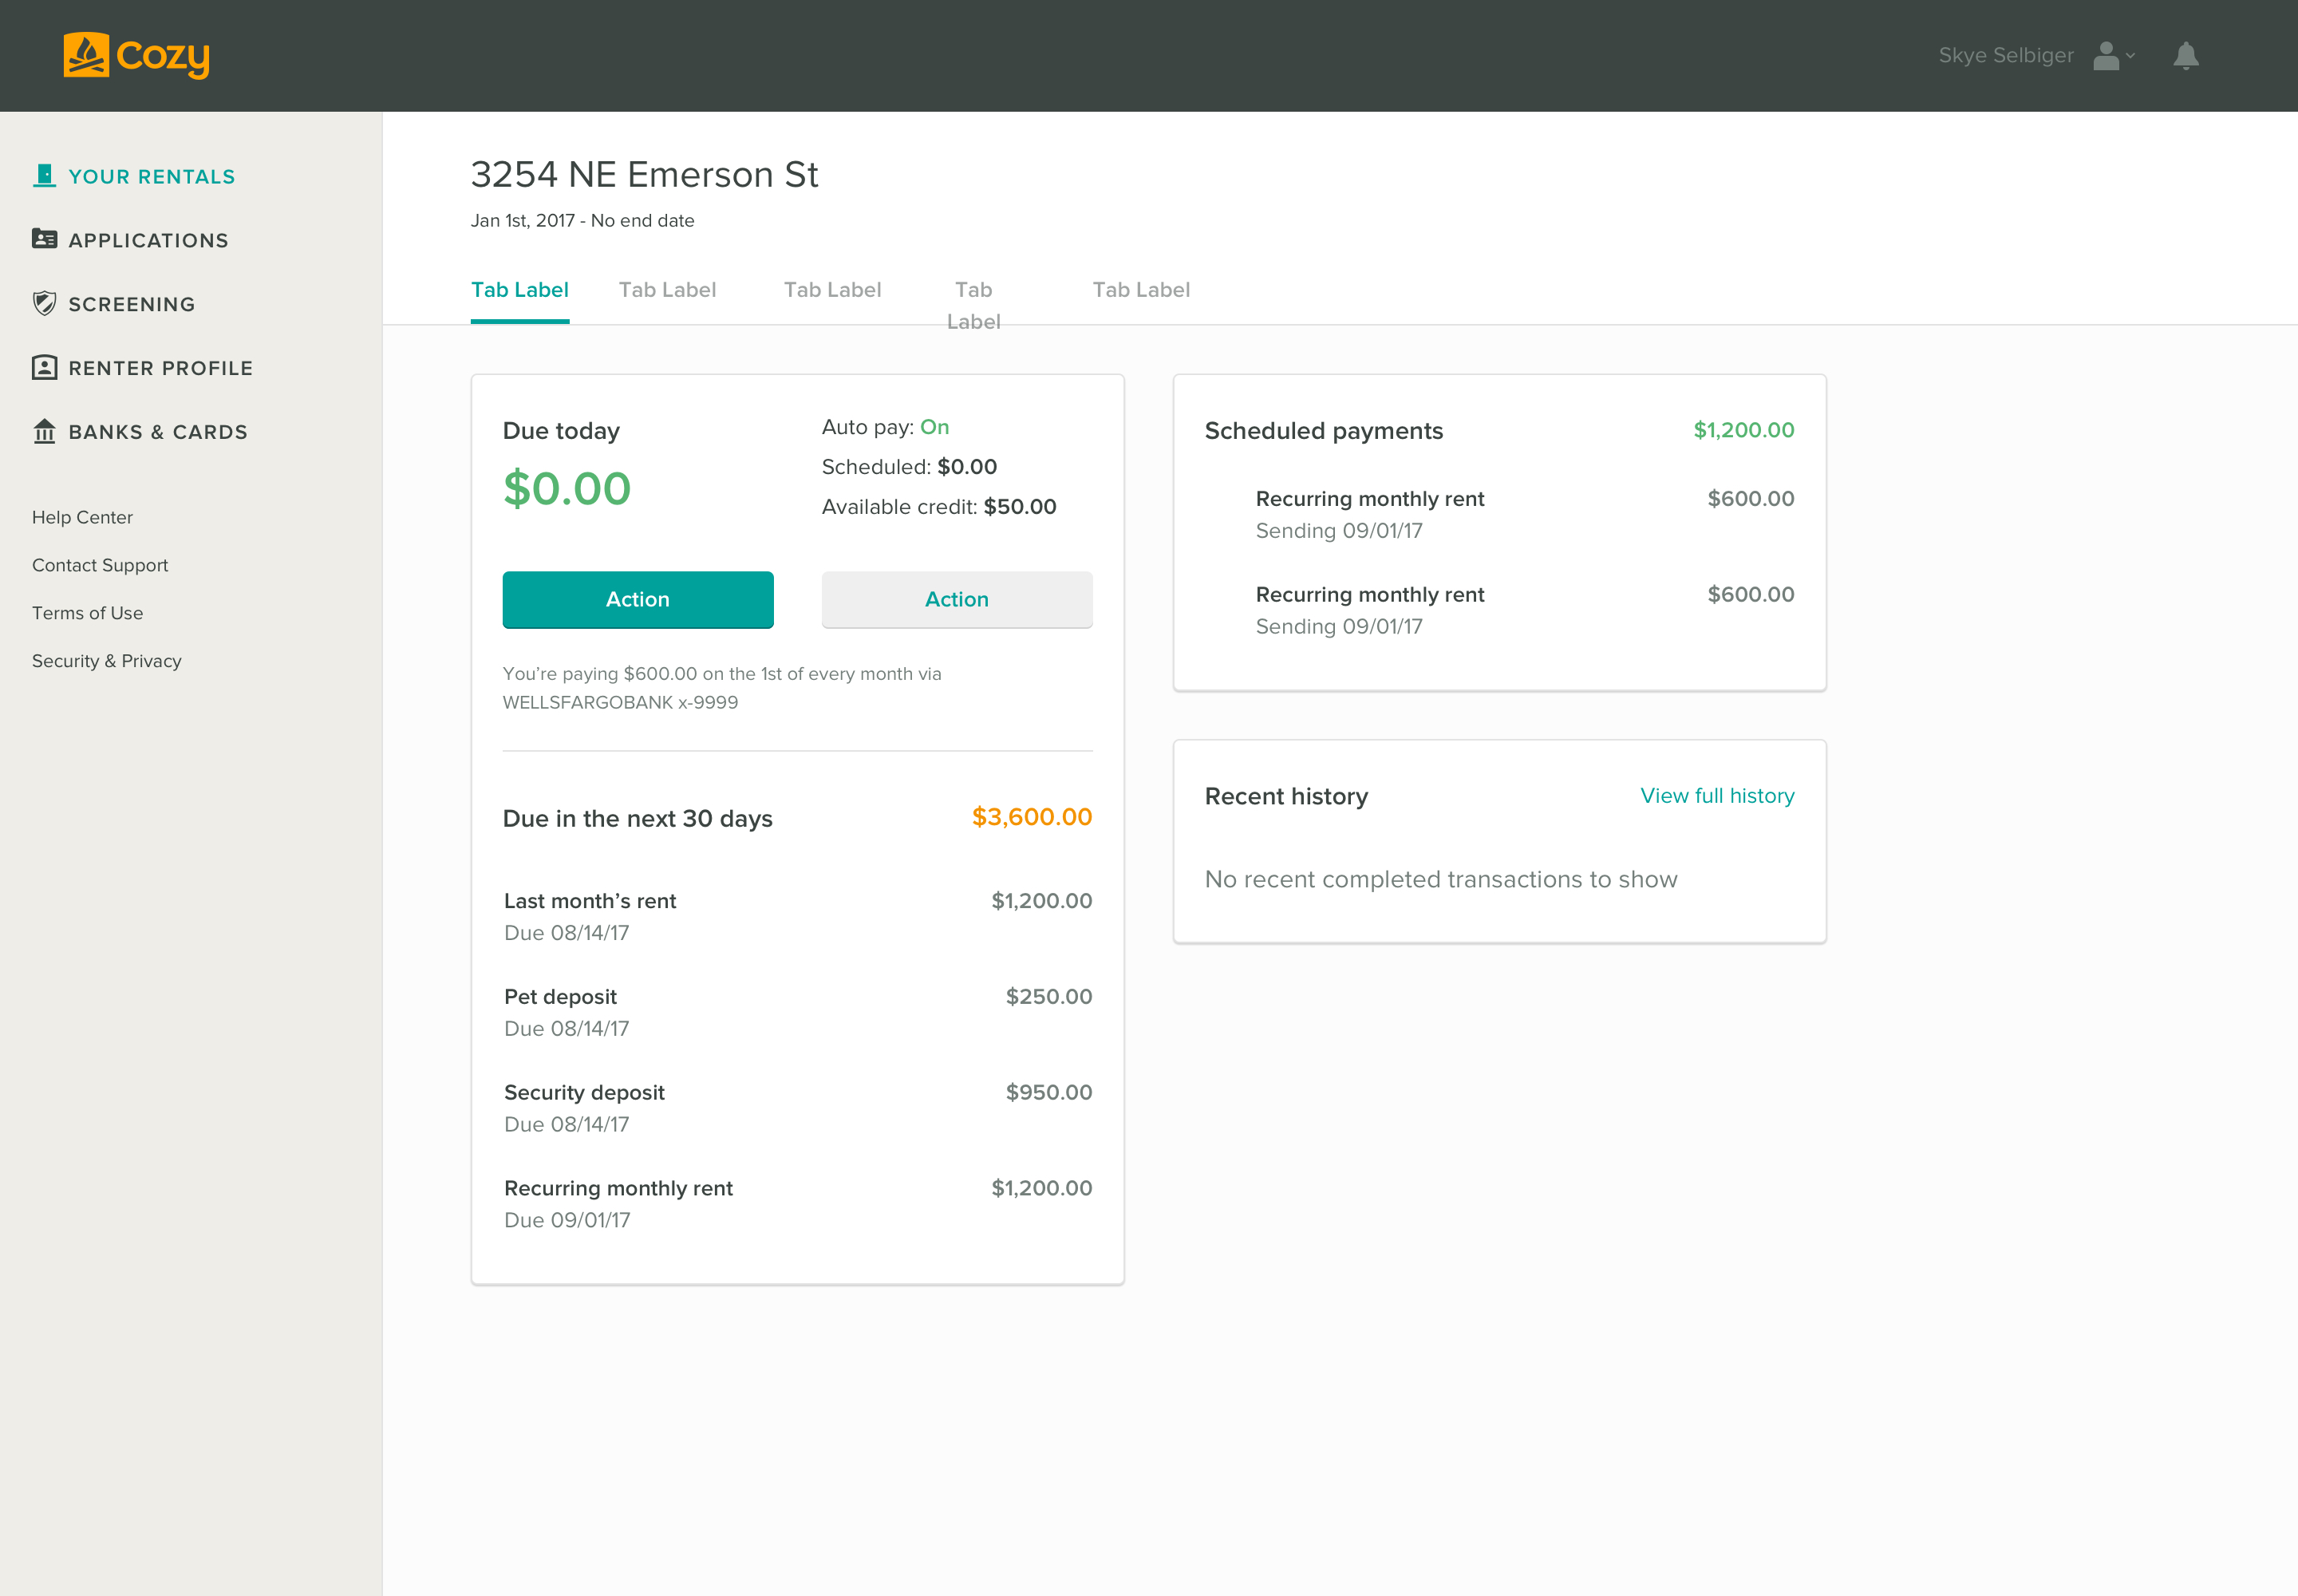 Cozy
Skye Selbiger
YOUR RENTALS
APPLICATIONS
SCREENING
RENTER PROFILE
BANKS & CARDS
Help Center
Contact Support
Terms of Use
Security & Privacy
3254 NE Emerson St
Jan 1st, 2017 - No end date
Tab Label
Tab Label
Tab Label
Tab
Label
Tab Label
Due today
$0.00
Auto pay: On
Scheduled: $0.00
Available credit: $50.00
Action
Action
You’re paying $600.00 on the 1st of every month via
WELLSFARGOBANK x-9999
Due in the next 30 days $3,600.00
Last month’s rent $1,200.00
Due 08/14/17
Pet deposit $250.00
Due 08/14/17
Security deposit $950.00
Due 08/14/17
Recurring monthly rent $1,200.00
Due 09/01/17
Scheduled payments $1,200.00
Recurring monthly rent $600.00
Sending 09/01/17
Recurring monthly rent $600.00
Sending 09/01/17
Recent history View full history
No recent completed transactions to show